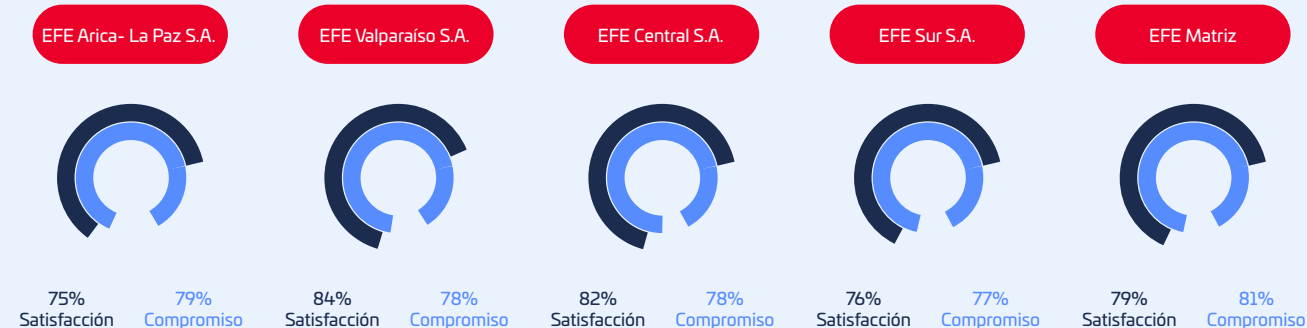 EFE Arica- La Paz S.A.
75%
Satisfacción
79%
Compromiso
EFE Valparaíso S.A.
84%
Satisfacción
78%
Compromiso
EFE Central S.A.
82%
Satisfacción
78%
Compromiso
EFE Sur S.A.
76%
Satisfacción
77%
Compromiso
EFE Matriz
79%
Satisfacción
81%
Compromiso